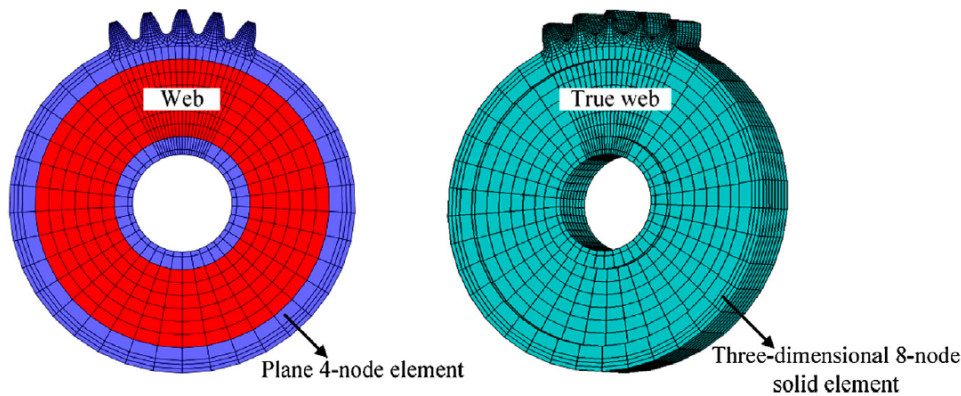 Web
True web
Plane 4-node element
Three-dimensional 8-node
solid element